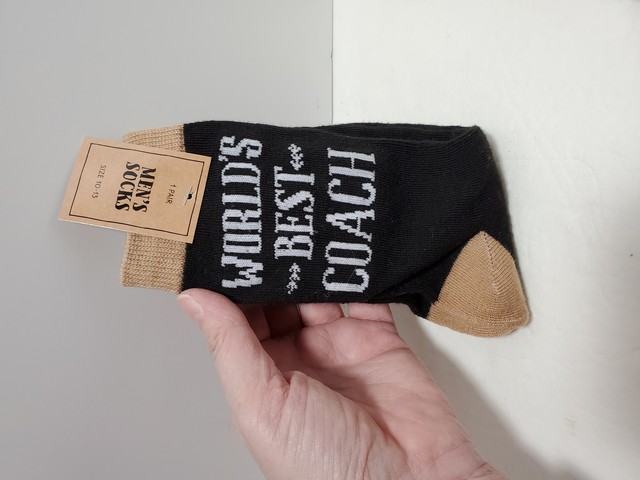 1 PAIR
MEN'S
SOCKS
SIZE 10-13
WORLD'S
BEST
COACH